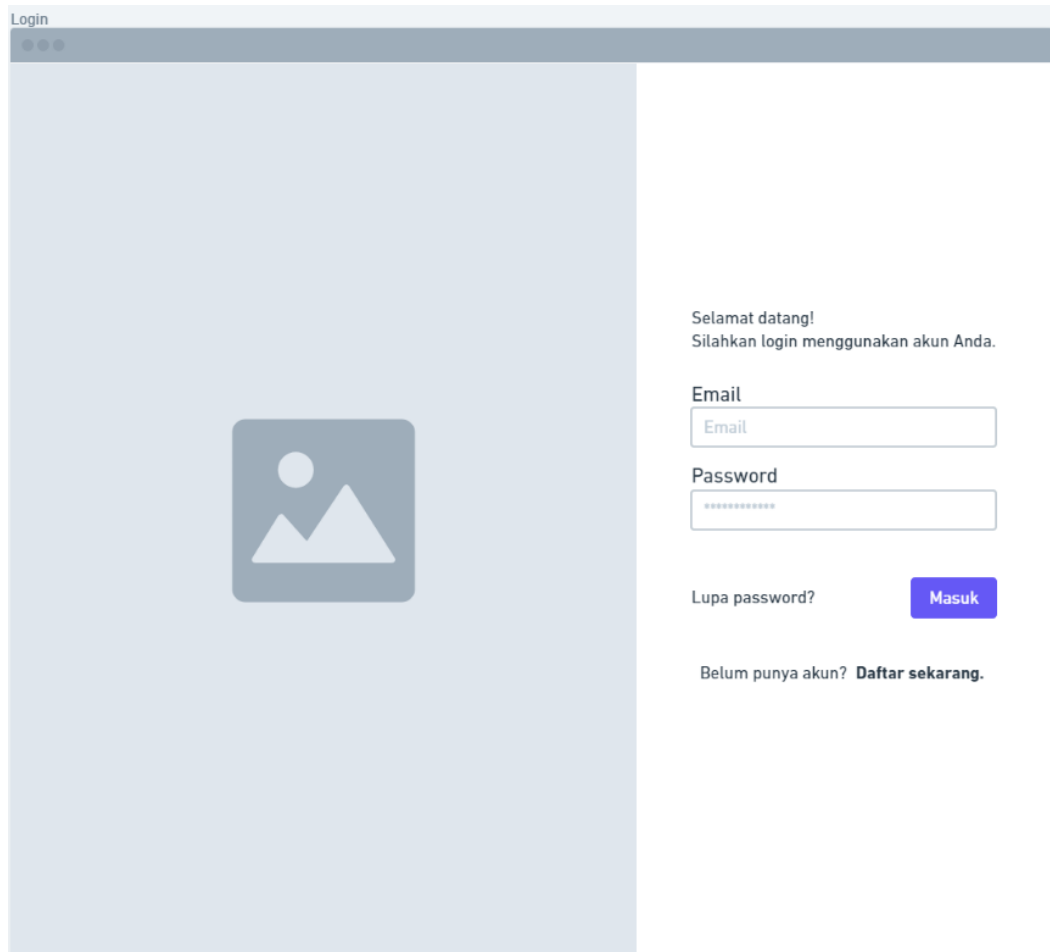 Login
Selamat datang!
Silahkan login menggunakan akun Anda.
Email
Email
Password
************
Lupa password?
Masuk
Belum punya akun? Daftar sekarang.